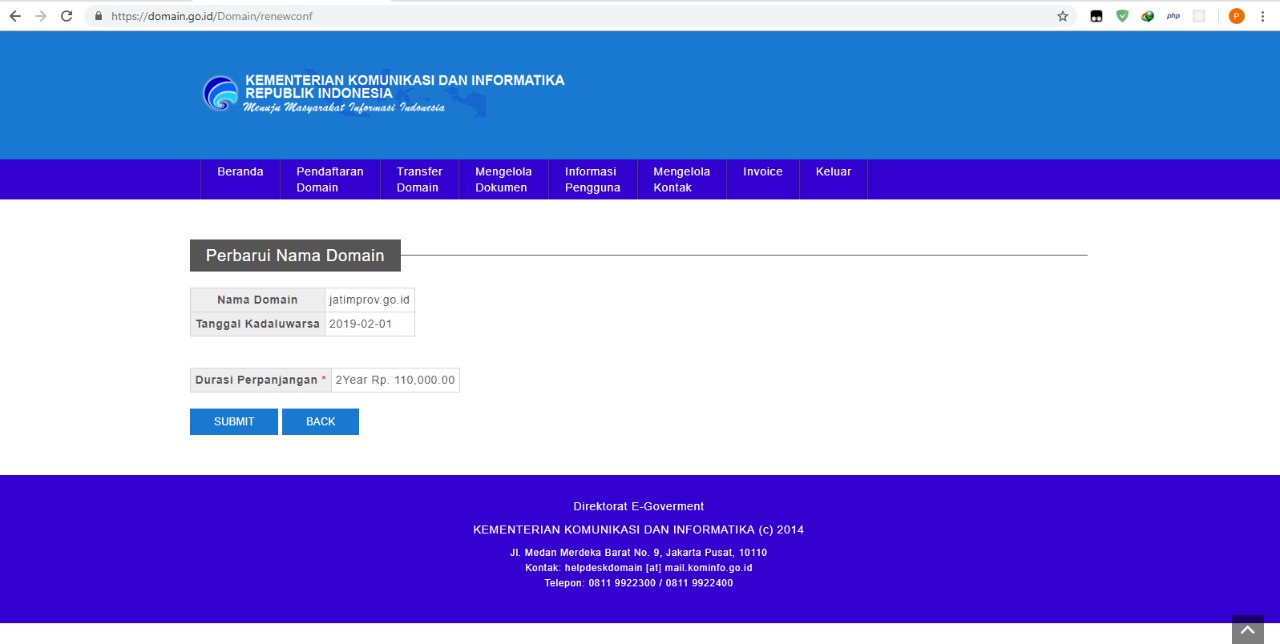 https://domain.go.id/Domain/renewconf
php
P
KEMENTERIAN KOMUNIKASI DAN INFORMATIKA
REPUBLIK INDONESIA
Menuju Masyarakat Informasi Indonesia
Beranda
Pendaftaran
Domain
Transfer
Domain
Mengelola
Dokumen
Informasi
Pengguna
Mengelola
Kontak
Invoice
Keluar
Perbarui Nama Domain
Nama Domain jatimprov.go.id
Tanggal Kadaluwarsa 2019-02-01
Durasi Perpanjangan * 2Year Rp. 110,000.00
SUBMIT BACK
Direktorat E-Goverment
KEMENTERIAN KOMUNIKASI DAN INFORMATIKA (c) 2014
Jl. Medan Merdeka Barat No. 9, Jakarta Pusat, 10110
Kontak: helpdeskdomain [at] mail.kominfo.go.id
Telepon: 0811 9922300 / 0811 9922400